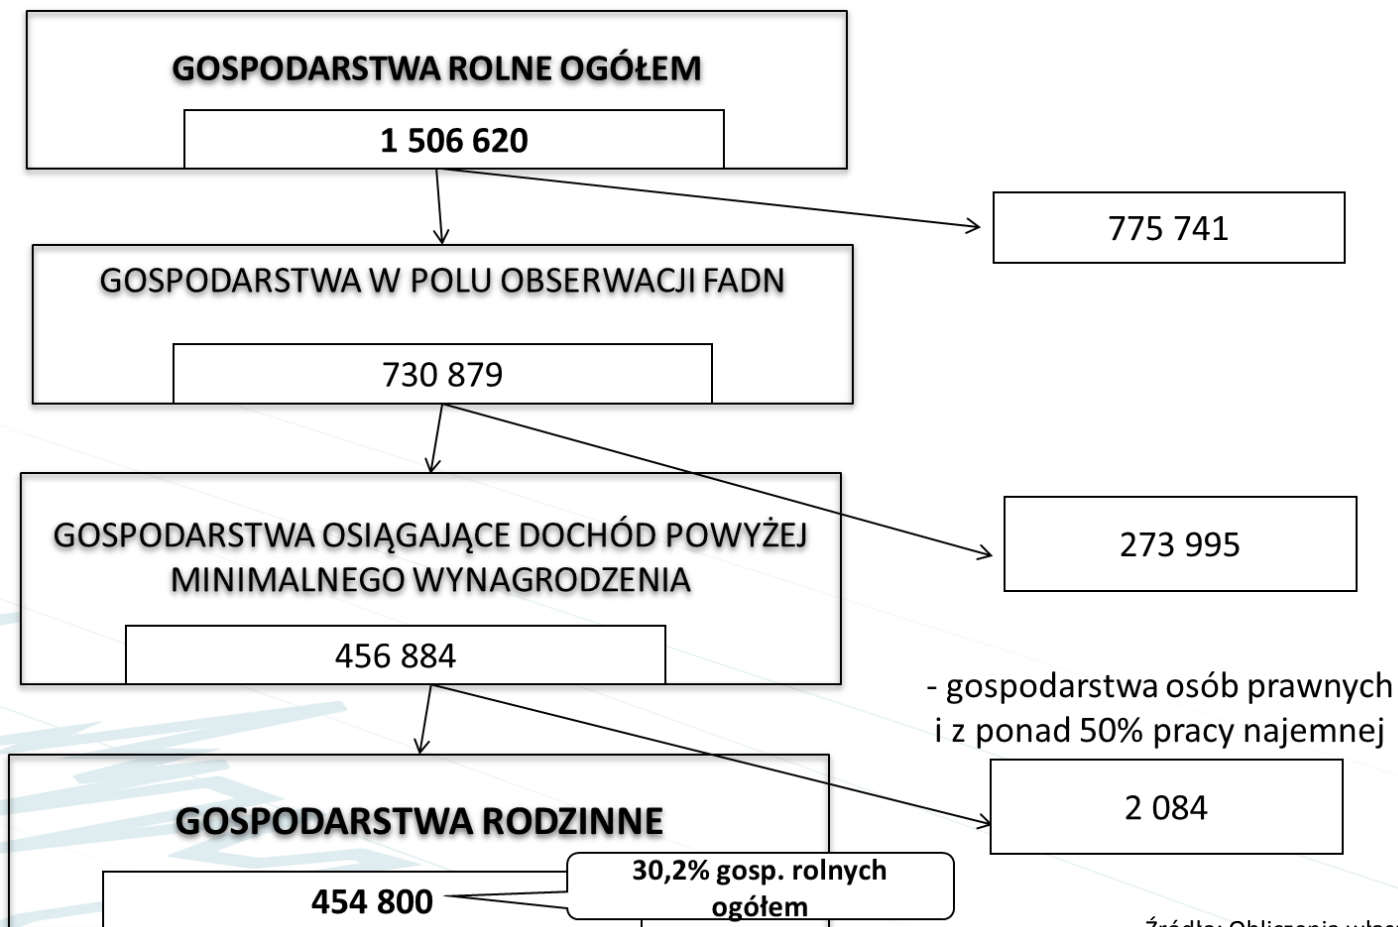 GOSPODARSTWA ROLNE OGÓŁEM
1 506 620
775 741
GOSPODARSTWA W POLU OBSERWACJI FADN
730 879
273 995
GOSPODARSTWA OSIĄGAJĄCE DOCHÓD POWYŻEJ
MINIMALNEGO WYNAGRODZENIA
456 884
- gospodarstwa osób prawnych
i z ponad 50% pracy najemnej
2 084
GOSPODARSTWA RODZINNE
454 800
30,2% gosp. rolnych
ogółem